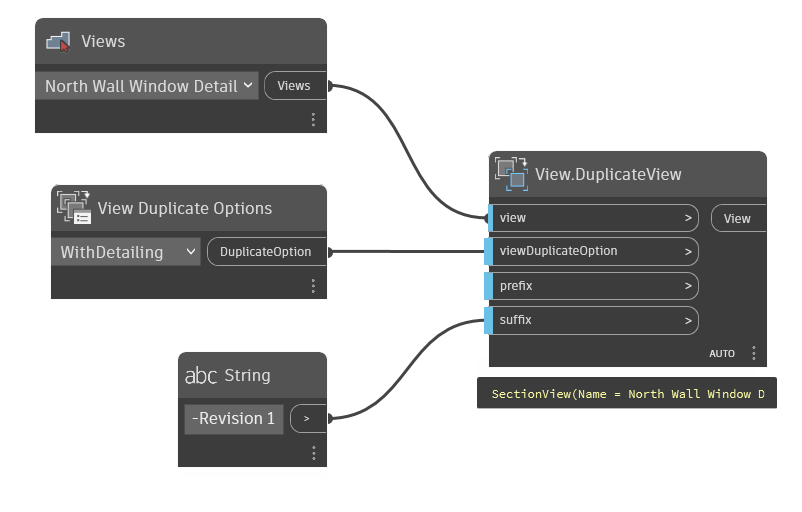 Views
North Wall Window Detail
Views
View Duplicate Options
WithDetailing
DuplicateOption
abc String
-Revision 1
>
View.DuplicateView
view >
View
viewDuplicateOption >
prefix >
suffix >
AUTO
SectionView(Name = North Wall Window D